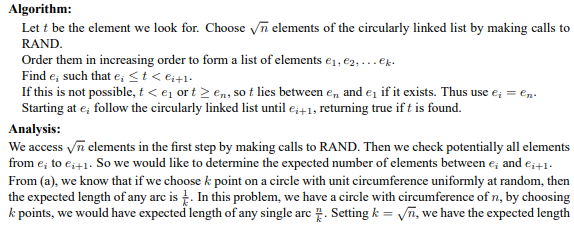 Algorithm:
Let t be the element we look for. Choose √n elements of the circularly linked list by making calls to
RAND.
Order them in increasing order to form a list of elements e₁, e₂, . . . eₖ.
Find eᵢ such that eᵢ ≤ t < eᵢ₊₁.
If this is not possible, t < e₁ or t ≥ eₙ, so t lies between eₙ and e₁ if it exists. Thus use eᵢ = eₙ.
Starting at eᵢ follow the circularly linked list until eᵢ₊₁, returning true if t is found.
Analysis:
We access √n elements in the first step by making calls to RAND. Then we check potentially all elements
from eᵢ to eᵢ₊₁. So we would like to determine the expected number of elements between eᵢ and eᵢ₊₁.
From (a), we know that if we choose k point on a circle with unit circumference uniformly at random, then
the expected length of any arc is 1/k. In this problem, we have a circle with circumference of n, by choosing
k points, we would have expected length of any single arc n/k. Setting k = √n, we have the expected length